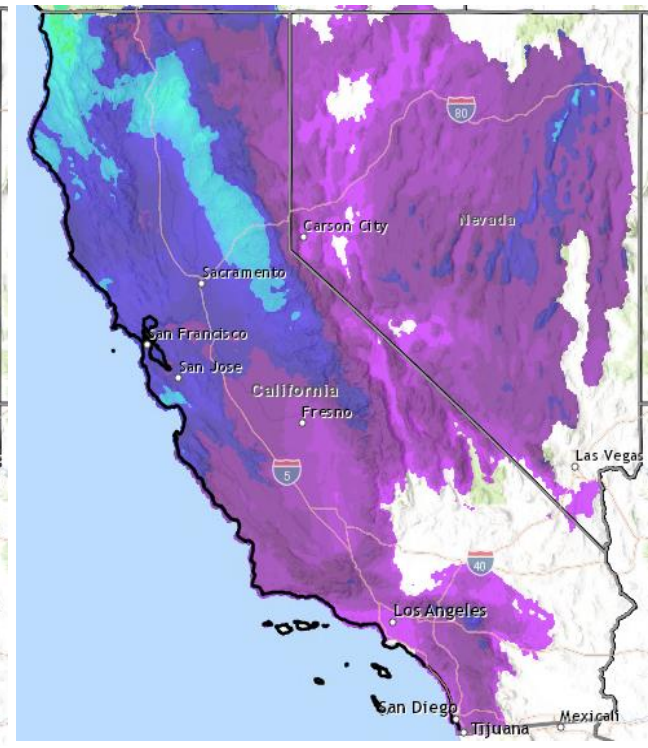 80
Carson City
Nevada
Sacramento
San Francisco
San Jose
California
Fresno
5
Las Vegas
40
Los Angeles
San Diego
Mexicali
Tijuana